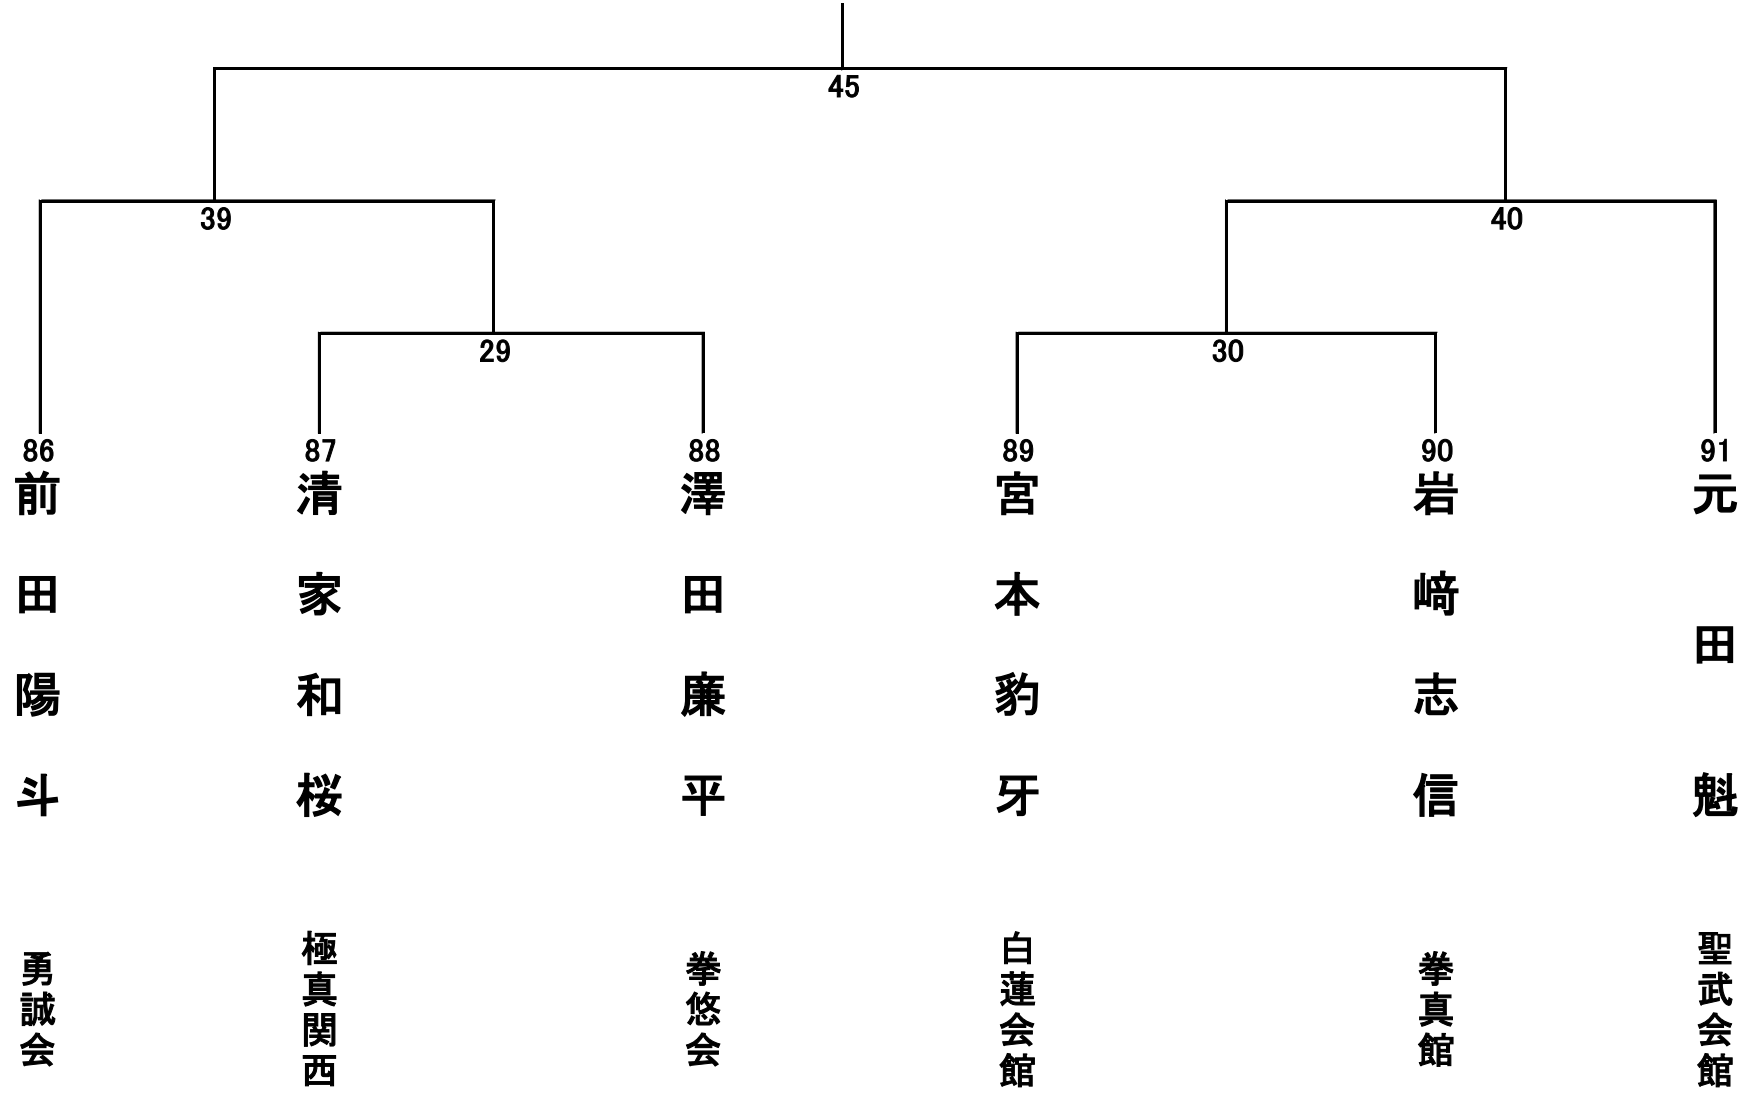 45
39
40
29
30
86
87
88
89
90
91
前田陽斗
清家和桜
澤田廉平
宮本豹牙
岩﨑志信
元田魁
勇誠会
極真関西
拳悠会
白蓮会館
拳真館
聖武会館